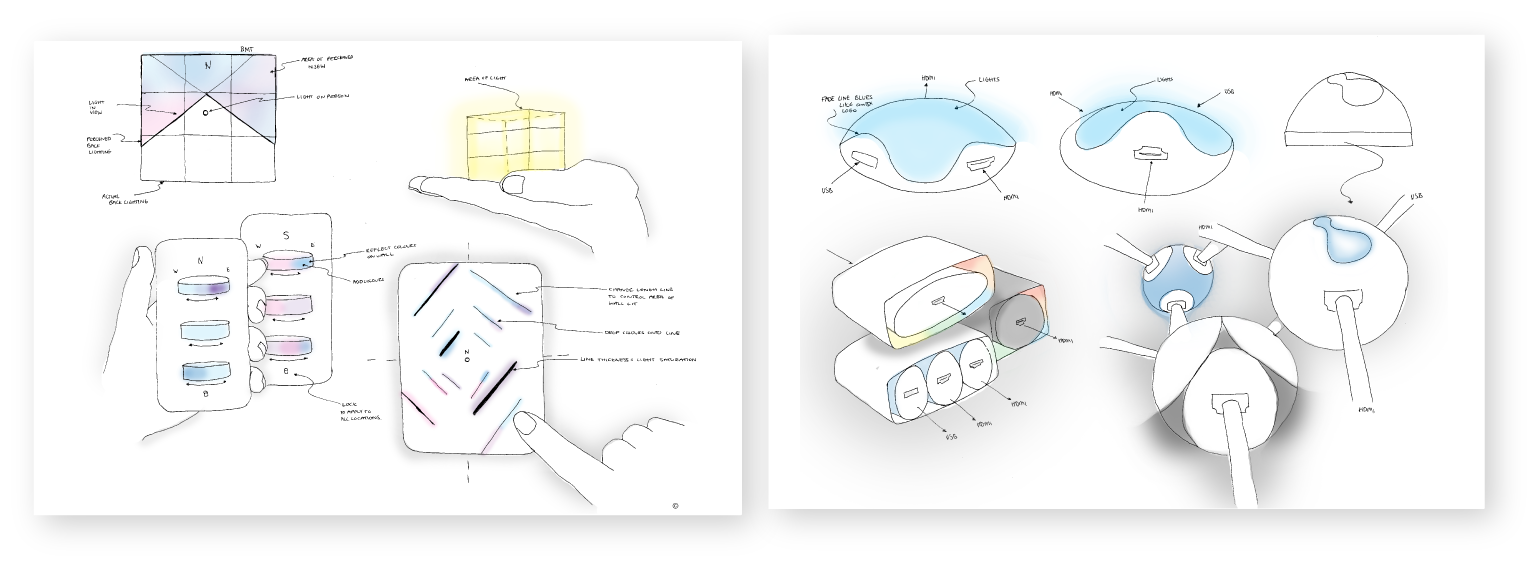 BMT
N
AREA OF PERCEIVED
IN VIEW
LIGHT
IN
VIEW
LIGHT ON PERSON
O
PERCEIVED
BACK
LIGHTING
ACTUAL
BACK LIGHTING
AREA OF LIGHT
S
W E
REFLECT COLOURS
ON WALL
ADD COLOURS
N
W E
LOCK
TO APPLY TO
ALL LOCATIONS
CHANGE LENGTH LINE
TO CONTROL AREA OF
WALL LIT
DROP COLOURS ONTO LINE
LINE THICKNESS = LIGHT SATURATION
N
O
©
HDMI
LIGHTS
FADE LINE BLUES
LIKE
LOGO
USB
HDMI
LIGHTS
HDMI
USB
HDMI
HDMI
HDMI
HDMI
USB
HDMI
USB
HDMI